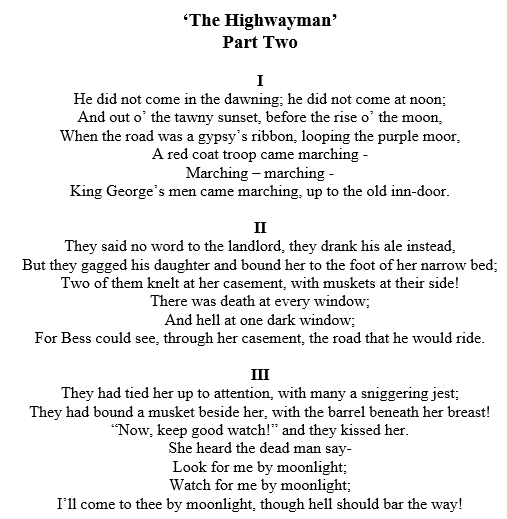 ‘The Highwayman’
Part Two
I
He did not come in the dawning; he did not come at noon;
And out o’ the tawny sunset, before the rise o’ the moon,
When the road was a gypsy’s ribbon, looping the purple moor,
A red coat troop came marching -
Marching – marching -
King George’s men came marching, up to the old inn-door.
II
They said no word to the landlord, they drank his ale instead,
But they gagged his daughter and bound her to the foot of her narrow bed;
Two of them knelt at her casement, with muskets at their side!
There was death at every window;
And hell at one dark window;
For Bess could see, through her casement, the road that he would ride.
III
They had tied her up to attention, with many a sniggering jest;
They had bound a musket beside her, with the barrel beneath her breast!
“Now, keep good watch!” and they kissed her.
She heard the dead man say-
Look for me by moonlight;
Watch for me by moonlight;
I’ll come to thee by moonlight, though hell should bar the way!